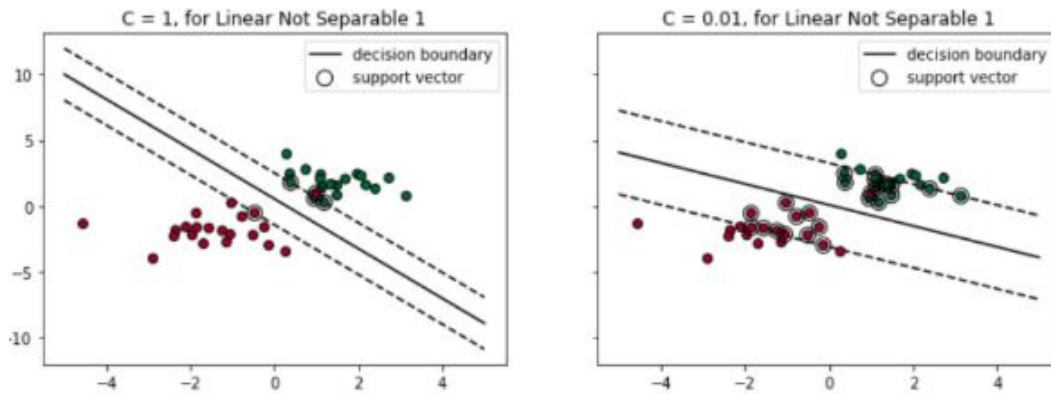 C = 1, for Linear Not Separable 1
decision boundary
support vector
10
5
0
−5
−10
−4 −2 0 2 4
C = 0.01, for Linear Not Separable 1
decision boundary
support vector
−4 −2 0 2 4